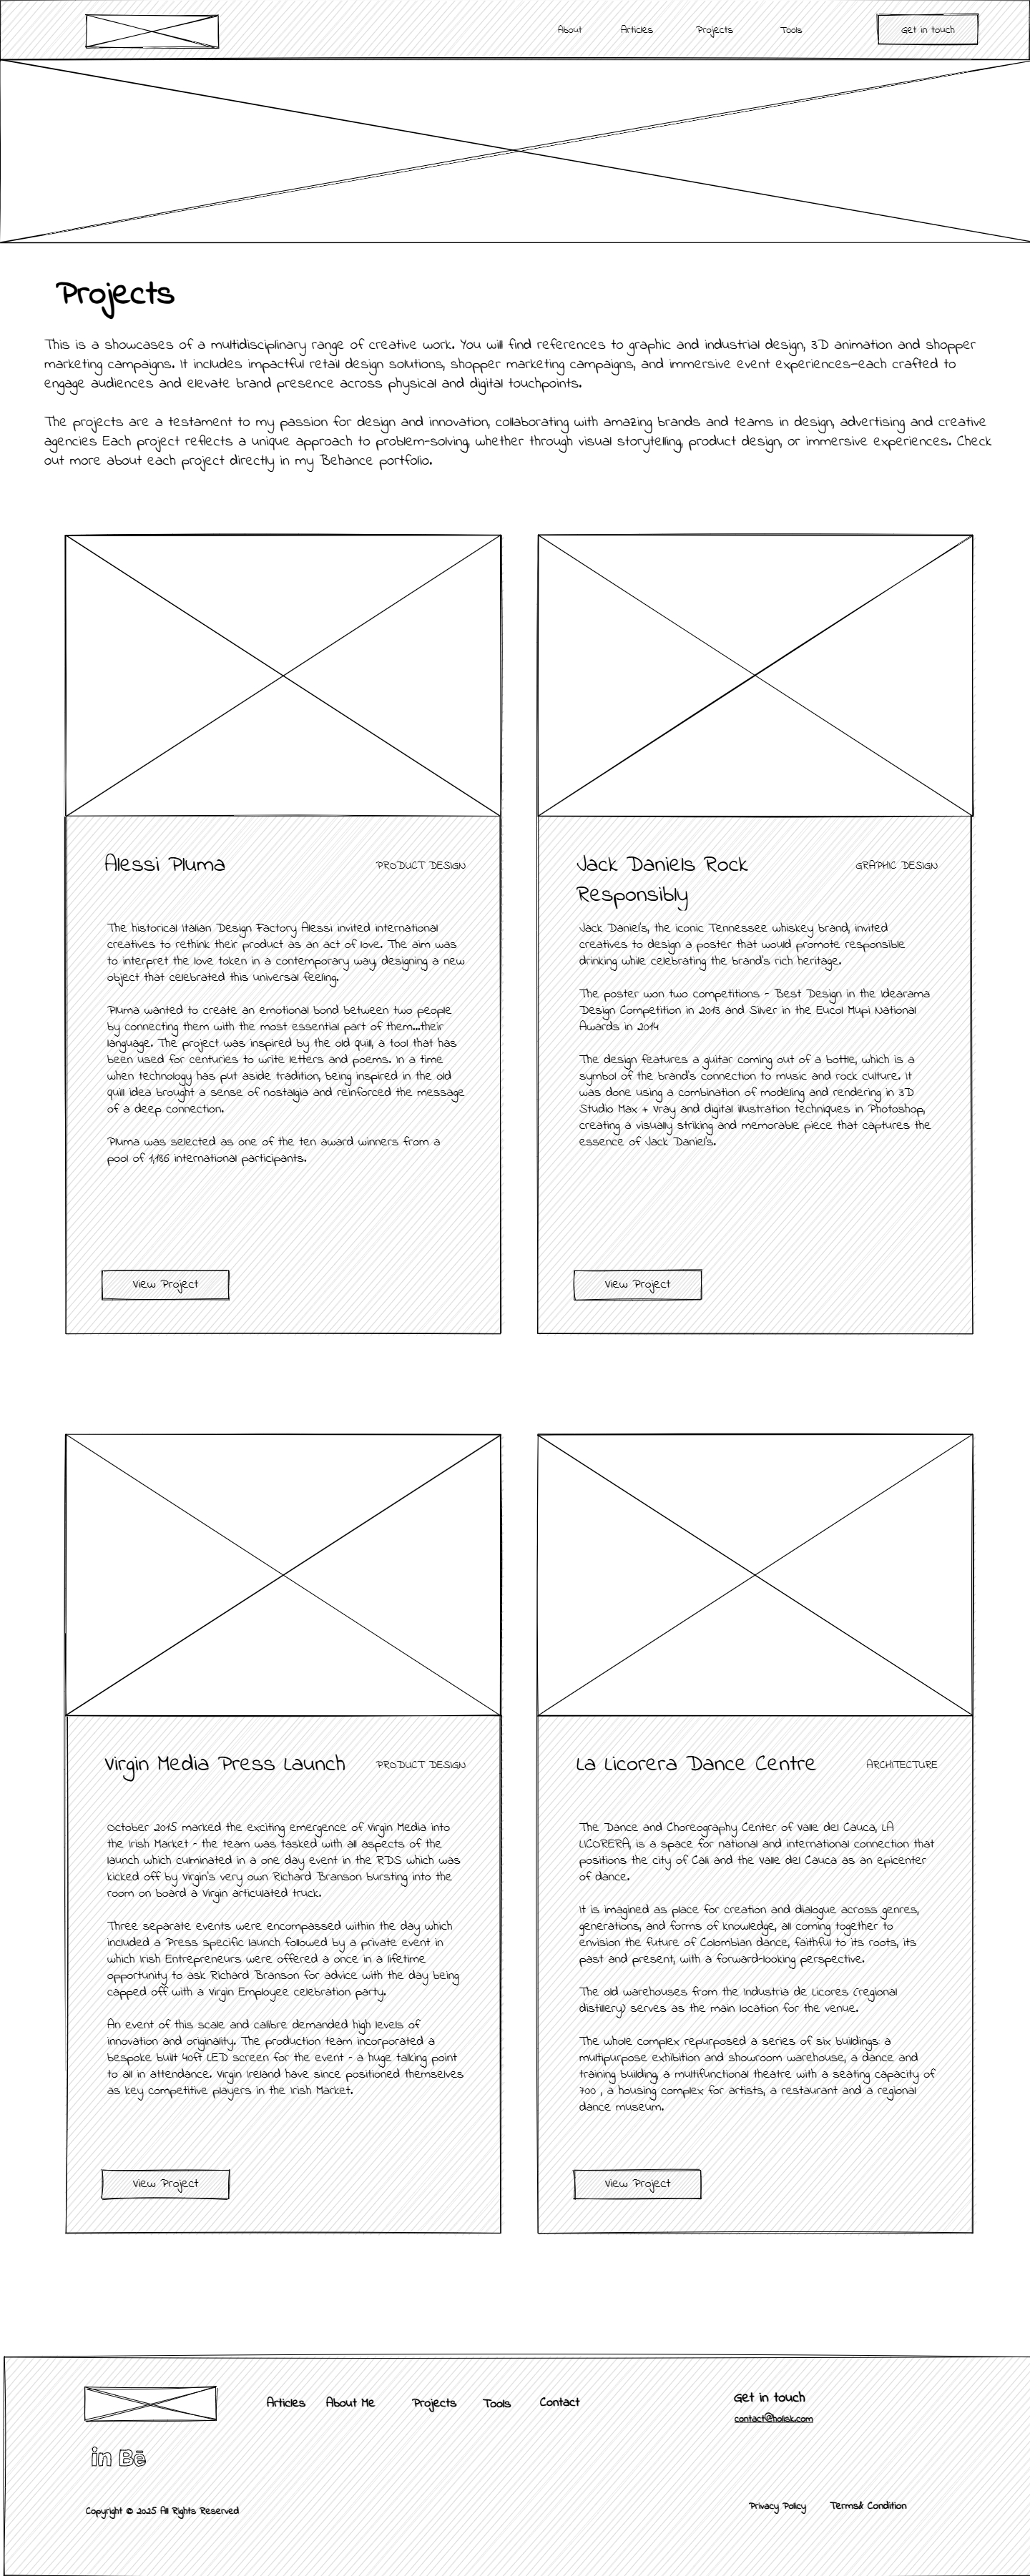 About Articles Projects Tools Get in touch
Projects
This is a showcases of a multidisciplinary range of creative work. You will find references to graphic and industrial design, 3D animation and shopper
marketing campaigns. It includes impactful retail design solutions, shopper marketing campaigns, and immersive event experiences—each crafted to
engage audiences and elevate brand presence across physical and digital touchpoints.
The projects are a testament to my passion for design and innovation, collaborating with amazing brands and teams in design, advertising and creative
agencies Each project reflects a unique approach to problem-solving, whether through visual storytelling, product design, or immersive experiences. Check
out more about each project directly in my Behance portfolio.
Alessi Pluma
PRODUCT DESIGN
The historical Italian Design Factory Alessi invited international
creatives to rethink their product as an act of love. The aim was
to interpret the love token in a contemporary way, designing a new
object that celebrated this universal feeling.
Pluma wanted to create an emotional bond between two people
by connecting them with the most essential part of them...their
language. The project was inspired by the old quill, a tool that has
been used for centuries to write letters and poems. In a time
when technology has put aside tradition, being inspired in the old
quill idea brought a sense of nostalgia and reinforced the message
of a deep connection.
Pluma was selected as one of the ten award winners from a
pool of 1,186 international participants.
View Project
Jack Daniels Rock
Responsibly
GRAPHIC DESIGN
Jack Daniel's, the iconic Tennessee whiskey brand, invited
creatives to design a poster that would promote responsible
drinking while celebrating the brand's rich heritage.
The poster won two competitions - Best Design in the Idearama
Design Competition in 2013 and Silver in the Eucol Mupi National
Awards in 2014
The design features a guitar coming out of a bottle, which is a
symbol of the brand's connection to music and rock culture. It
was done using a combination of modeling and rendering in 3D
Studio Max + Vray and digital illustration techniques in Photoshop,
creating a visually striking and memorable piece that captures the
essence of Jack Daniel's.
View Project
Virgin Media Press Launch
PRODUCT DESIGN
October 2015 marked the exciting emergence of Virgin Media into
the Irish Market - the team was tasked with all aspects of the
launch which culminated in a one day event in the RDS which was
kicked off by Virgin's very own Richard Branson bursting into the
room on board a Virgin articulated truck.
Three separate events were encompassed within the day which
included a Press specific launch followed by a private event in
which Irish Entrepreneurs were offered a once in a lifetime
opportunity to ask Richard Branson for advice with the day being
capped off with a Virgin Employee celebration party.
An event of this scale and calibre demanded high levels of
innovation and originality. The production team incorporated a
bespoke built 40ft LED screen for the event - a huge talking point
to all in attendance. Virgin Ireland have since positioned themselves
as key competitive players in the Irish Market.
View Project
La Licorera Dance Centre
ARCHITECTURE
The Dance and Choreography Center of Valle del Cauca, LA
LICORERA, is a space for national and international connection that
positions the city of Cali and the Valle del Cauca as an epicenter
of dance.
It is imagined as place for creation and dialogue across genres,
generations, and forms of knowledge, all coming together to
envision the future of Colombian dance, faithful to its roots, its
past and present, with a forward-looking perspective.
The old warehouses from the Industria de Licores (regional
distillery) serves as the main location for the venue.
The whole complex repurposed a series of six buildings: a
multipurpose exhibition and showroom warehouse, a dance and
training building, a multifunctional theatre with a seating capacity of
700 , a housing complex for artists, a restaurant and a regional
dance museum.
View Project
Articles About Me Projects Tools Contact
Get in touch
contact@holisk.com
in Bē
Copyright © 2025 All Rights Reserved
Privacy Policy Terms& Condition